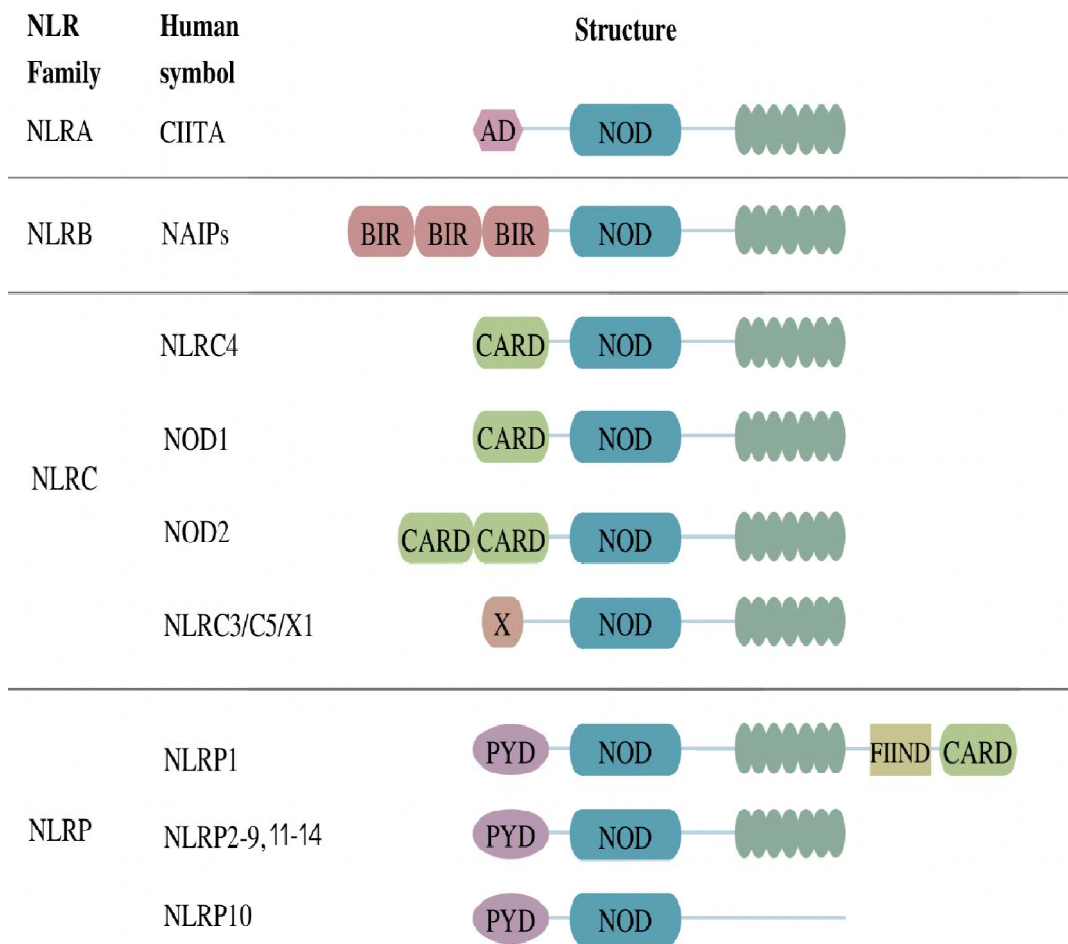 NLR Family Human symbol Structure
NLRA CIITA AD NOD
NLRB NAIPs BIR BIR BIR NOD
NLRC
NLRC4 CARD NOD
NOD1 CARD NOD
NOD2 CARD CARD NOD
NLRC3/C5/X1 X NOD
NLRP
NLRP1 PYD NOD FIIND CARD
NLRP2-9, 11-14 PYD NOD
NLRP10 PYD NOD